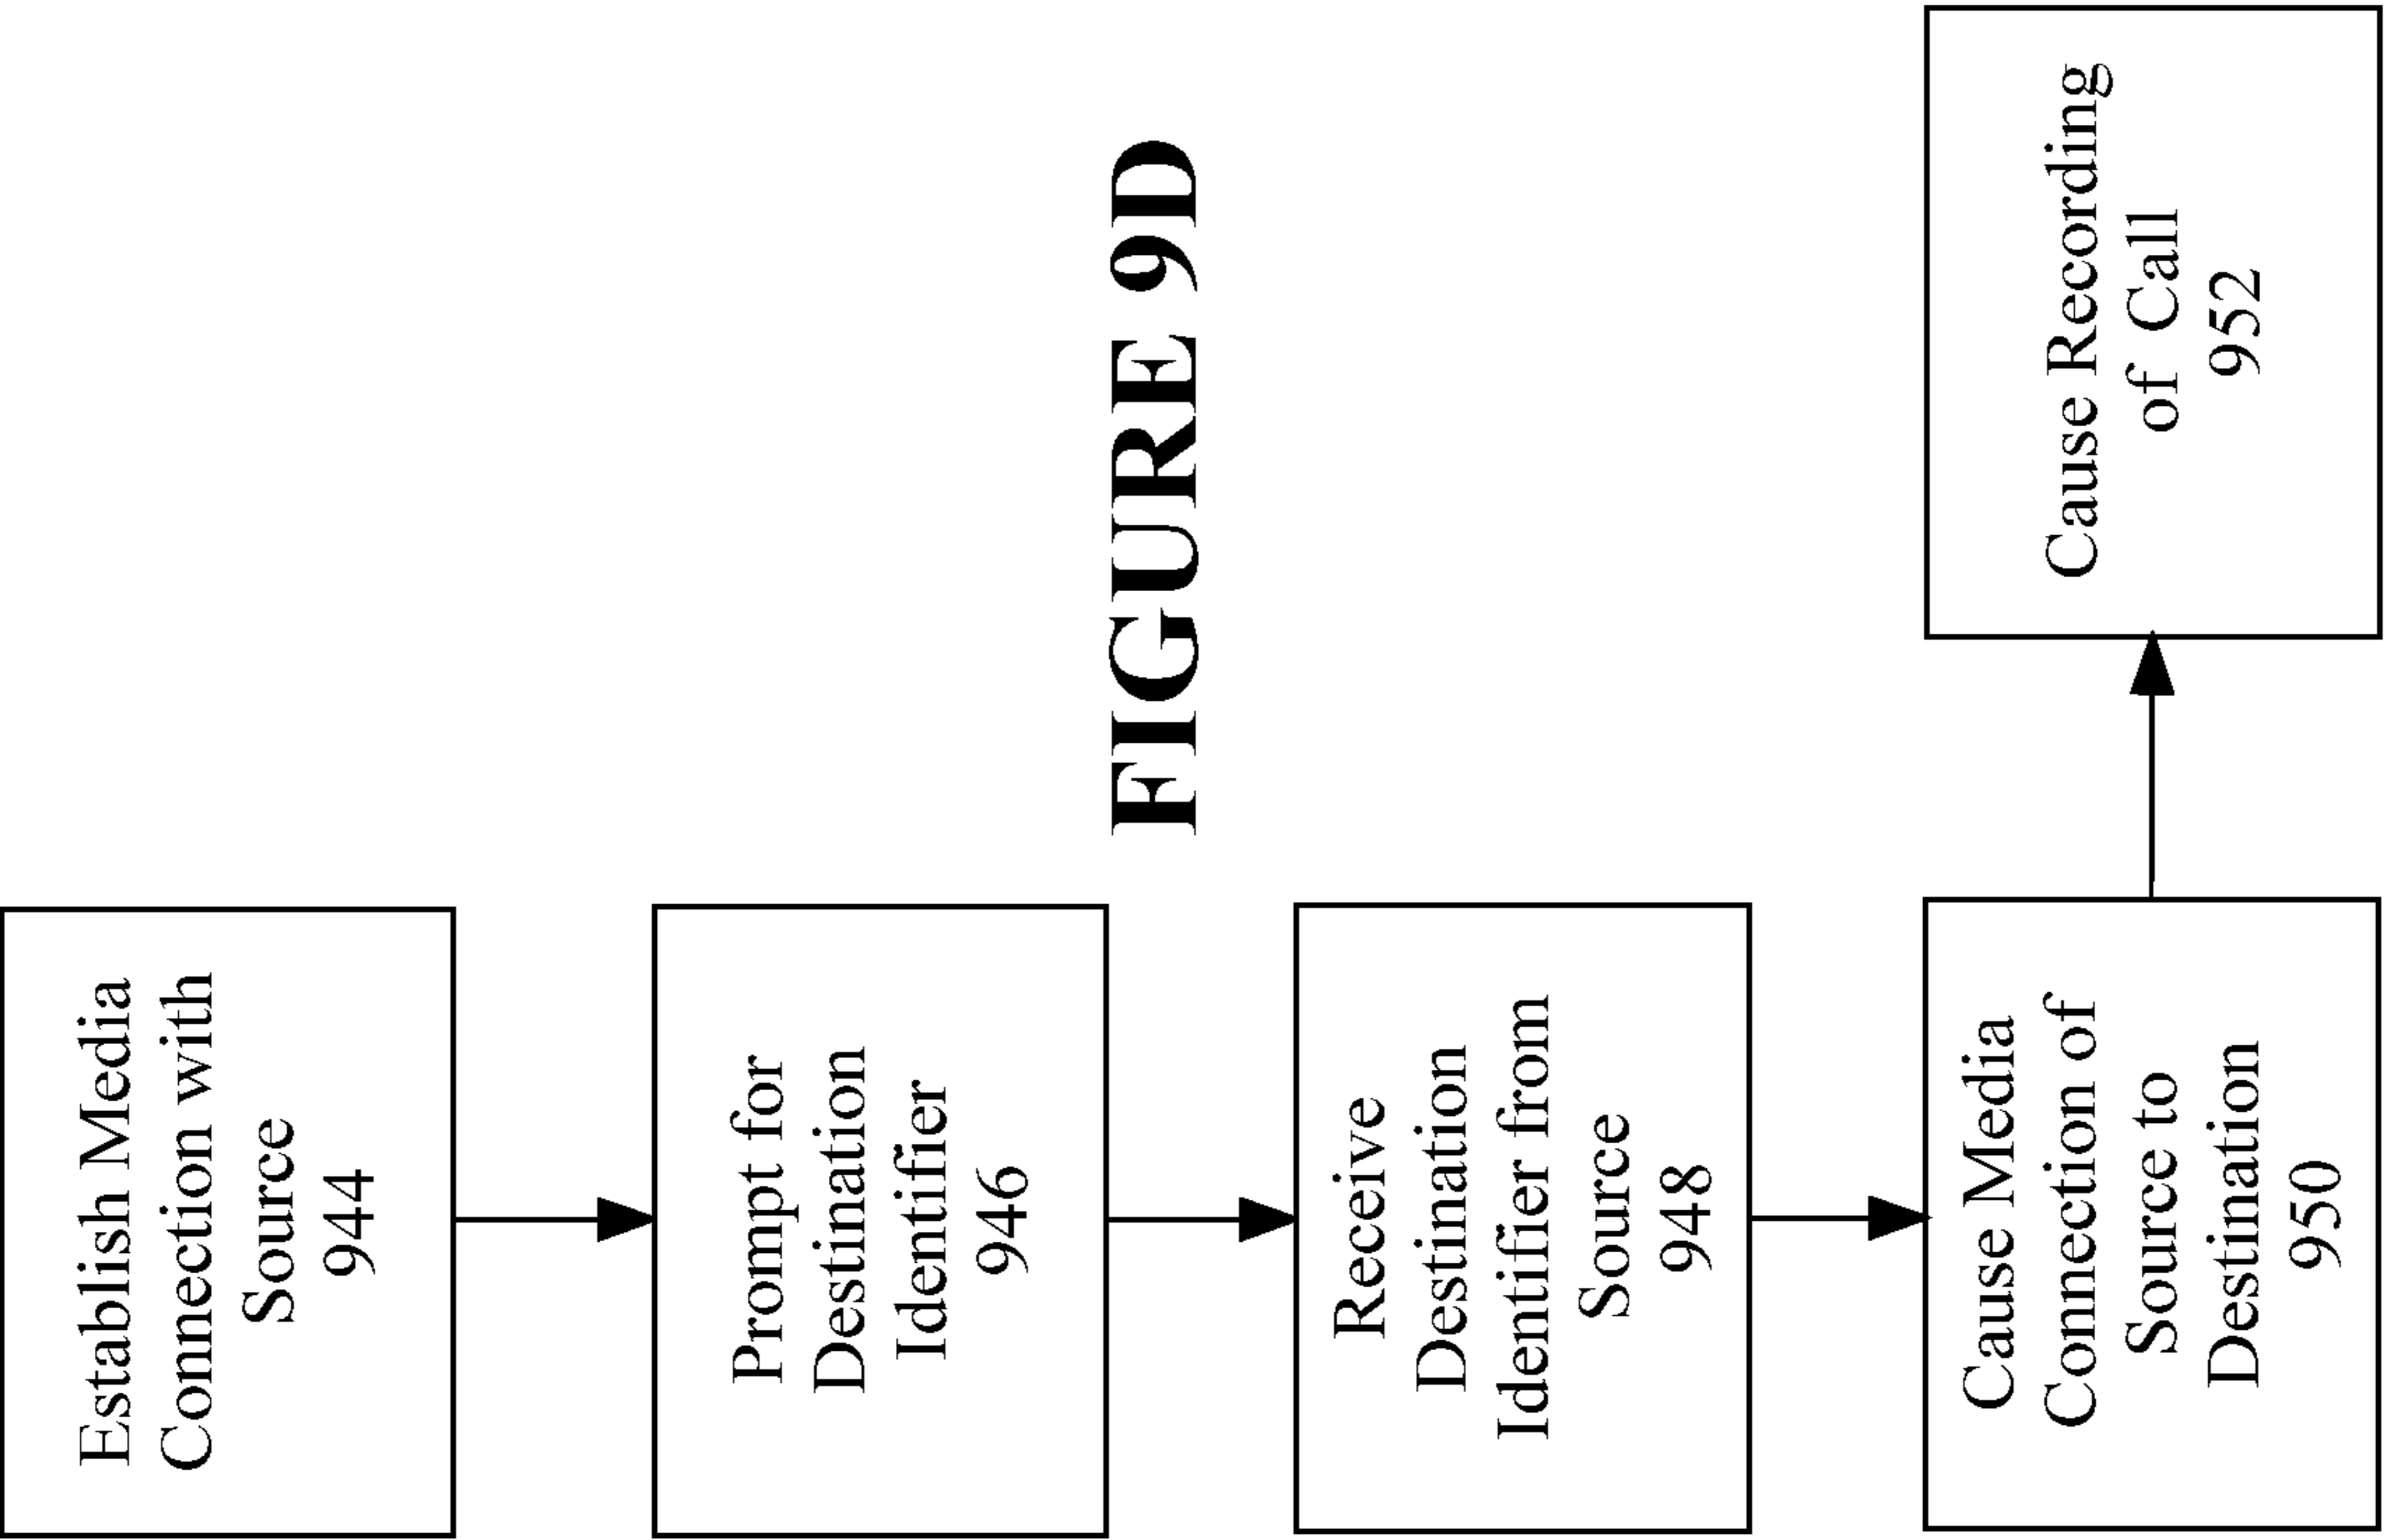 Establish Media
Connection with
Source
944
Prompt for
Destination
Identifier
946
Receive
Destination
Identifier from
Source
948
Cause Media
Connection of
Source to
Destination
950
Cause Recording
of Call
952
FIGURE 9D